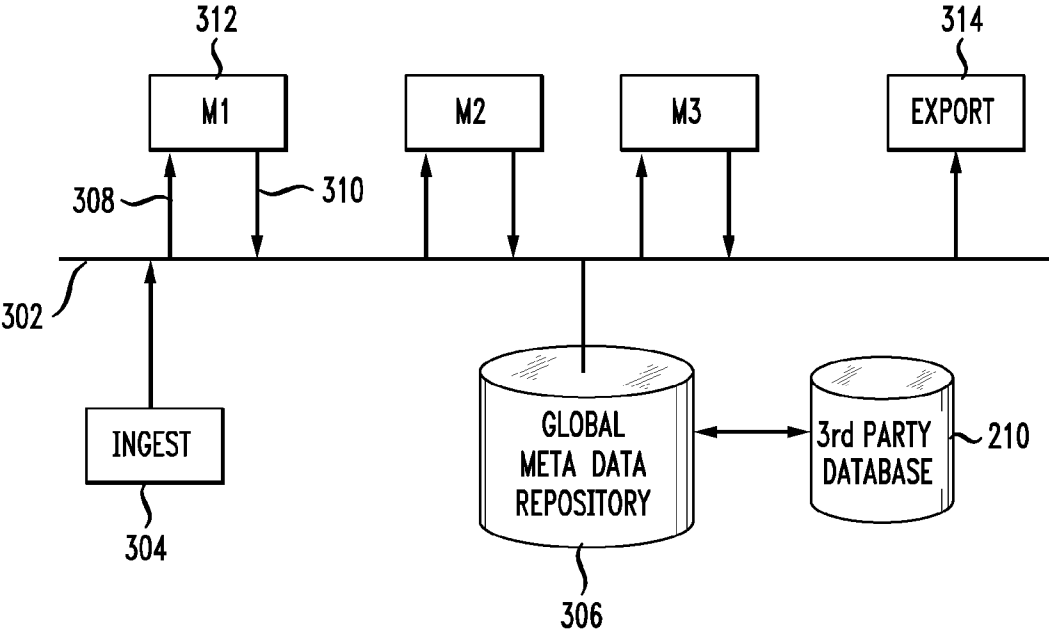 312
314
M1
M2
M3
EXPORT
308
310
302
INGEST
GLOBAL
META DATA
REPOSITORY
3rd PARTY
DATABASE
210
304
306